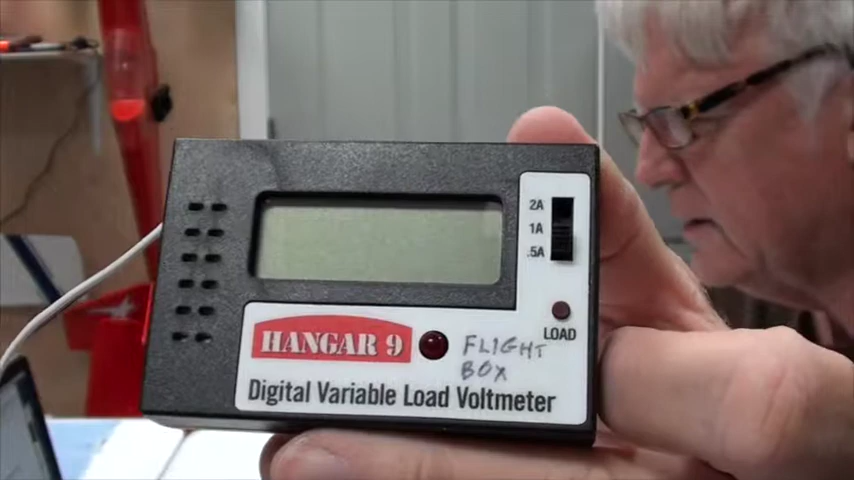 2A
1A
.5A
LOAD
HANGAR 9
FLIGHT
BOX
Digital Variable Load Voltmeter